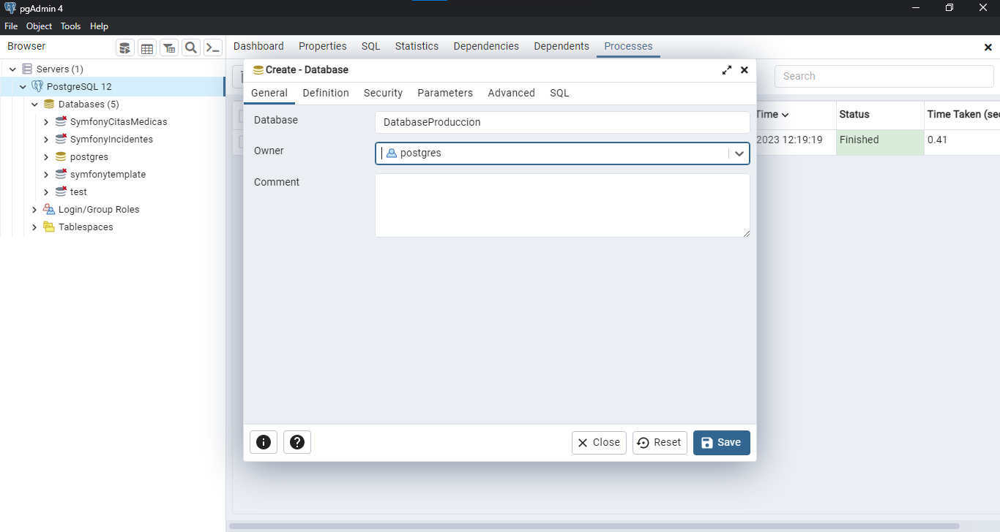 pgAdmin 4
File Object Tools Help
Browser
Dashboard Properties SQL Statistics Dependencies Dependents Processes
Servers (1)
PostgreSQL 12
Databases (5)
SymfonyCitasMedicas
SymfonyIncidentes
postgres
symfonytemplate
test
Login/Group Roles
Tablespaces
Create - Database
General Definition Security Parameters Advanced SQL
Database DatabaseProduccion
Owner postgres
Comment
Close Reset Save
Search
Time Status Time Taken (sec
2023 12:19:19 Finished 0.41